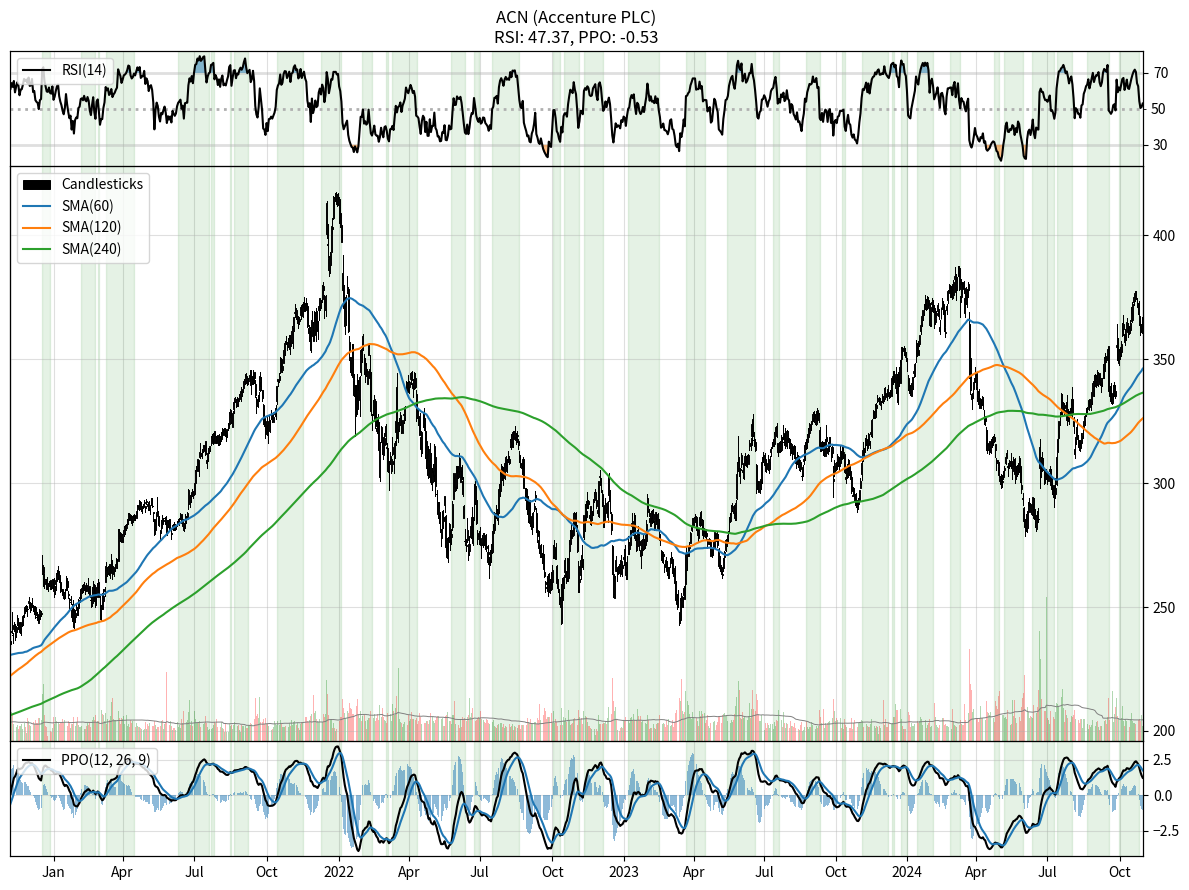 ACN (Accenture PLC)
RSI: 47.37, PPO: -0.53
RSI(14)
70
50
30
Candlesticks
SMA(60)
SMA(120)
SMA(240)
400
350
300
250
200
PPO(12, 26, 9)
2.5
0.0
−2.5
Jan Apr Jul Oct 2022 Apr Jul Oct 2023 Apr Jul Oct 2024 Apr Jul Oct